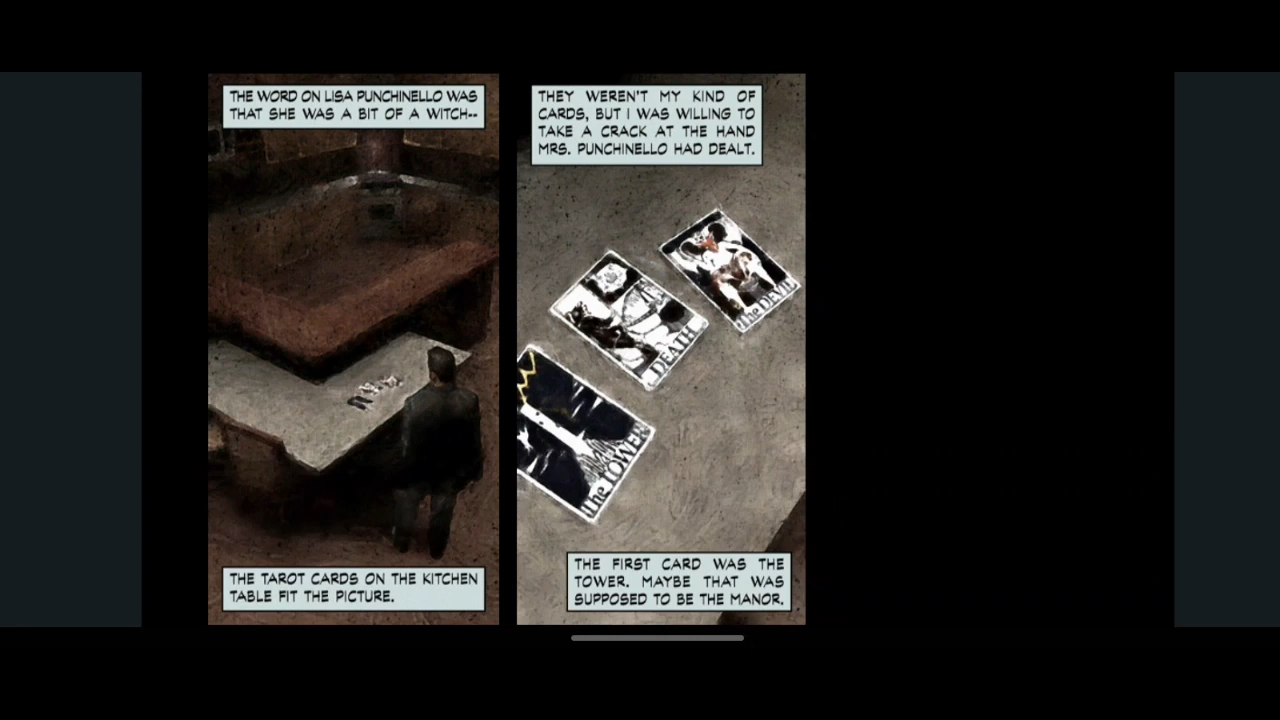 THE WORD ON LISA PUNCHINELLO WAS
THAT SHE WAS A BIT OF A WITCH--
THE TAROT CARDS ON THE KITCHEN
TABLE FIT THE PICTURE.
THEY WEREN'T MY KIND OF
CARDS, BUT I WAS WILLING TO
TAKE A CRACK AT THE HAND
MRS. PUNCHINELLO HAD DEALT.
The DEVIL
DEATH
The TOWER
THE FIRST CARD WAS THE
TOWER. MAYBE THAT WAS
SUPPOSED TO BE THE MANOR.